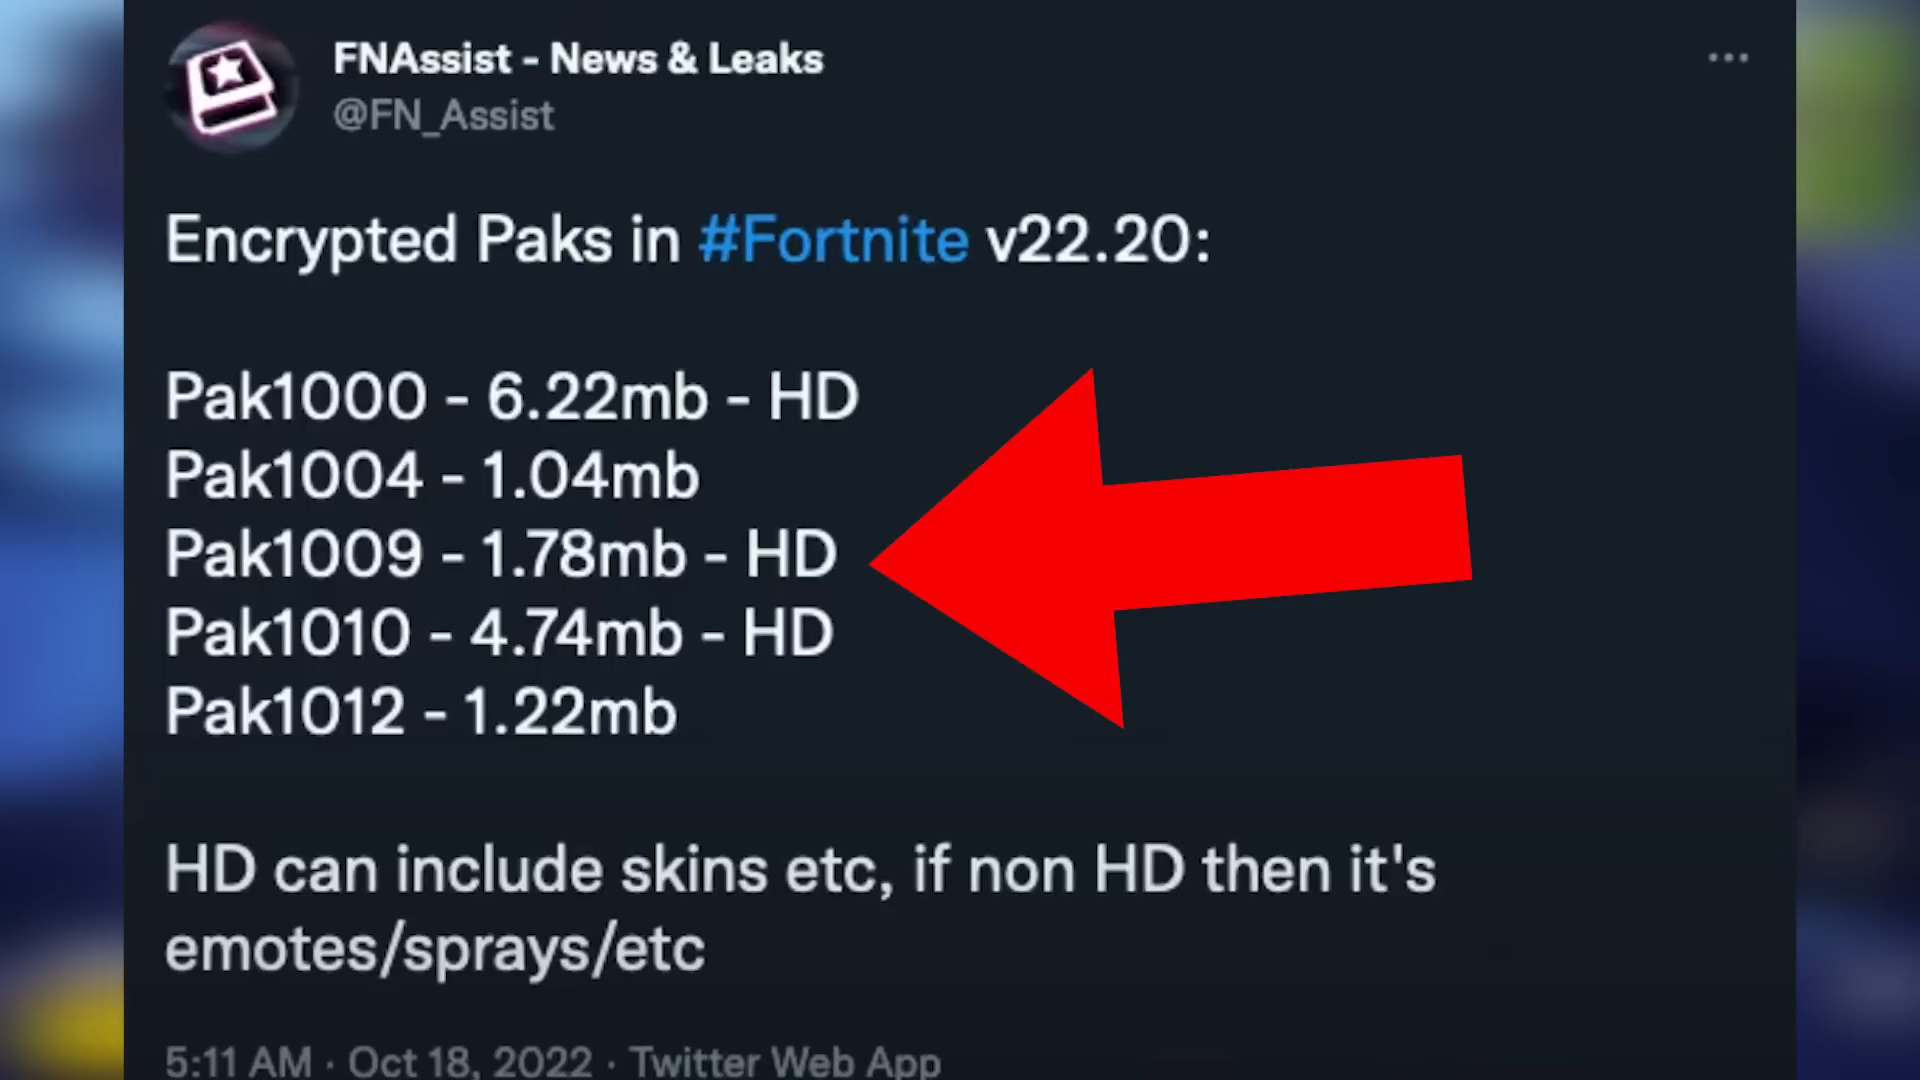 FNAssist - News & Leaks
@FN_Assist
Encrypted Paks in #Fortnite v22.20:
Pak1000 - 6.22mb - HD
Pak1004 - 1.04mb
Pak1009 - 1.78mb - HD
Pak1010 - 4.74mb - HD
Pak1012 - 1.22mb
HD can include skins etc, if non HD then it's
emotes/sprays/etc
5:11 AM · Oct 18, 2022 · Twitter Web App